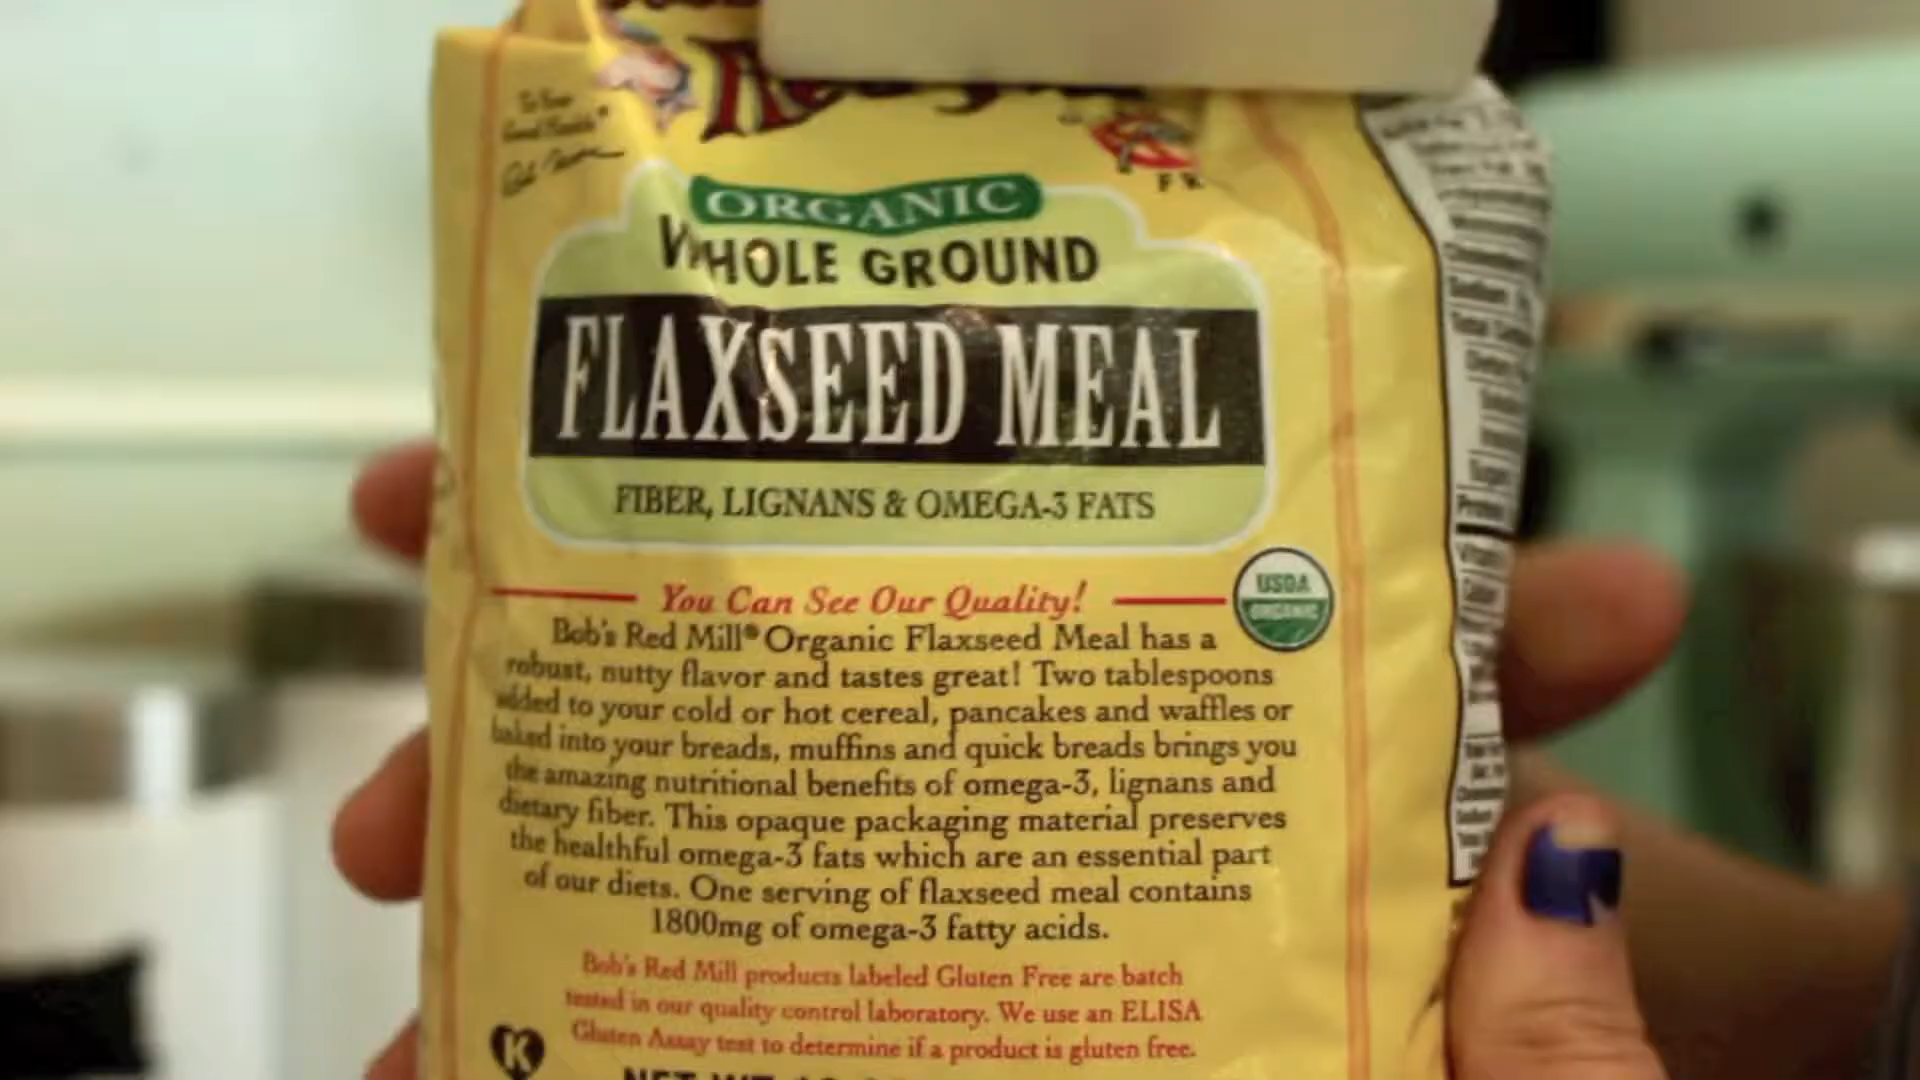 To Your
Good Health
ORGANIC
WHOLE GROUND
FLAXSEED MEAL
FIBER, LIGNANS & OMEGA-3 FATS
You Can See Our Quality!
USDA
ORGANIC
Bob's Red Mill® Organic Flaxseed Meal has a
robust, nutty flavor and tastes great! Two tablespoons
added to your cold or hot cereal, pancakes and waffles or
baked into your breads, muffins and quick breads brings you
the amazing nutritional benefits of omega-3, lignans and
dietary fiber. This opaque packaging material preserves
the healthful omega-3 fats which are an essential part
of our diets. One serving of flaxseed meal contains
1800mg of omega-3 fatty acids.
Bob's Red Mill products labeled Gluten Free are batch
tested in our quality control laboratory. We use an ELISA
Gluten Assay test to determine if a product is gluten free.
K
NET WT